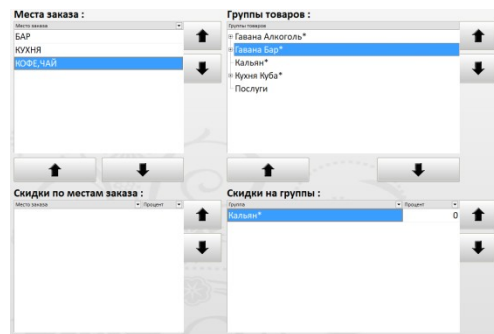 Места заказа :
Место заказа
БАР
КУХНЯ
КОФЕ,ЧАЙ
Группы товаров :
Группы товаров
Гавана Алкоголь*
Гавана Бар*
Кальян*
Кухня Куба*
Послуги
Скидки по местам заказа :
Место заказа Процент
Скидки на группы :
Группа Процент
Кальян* 0